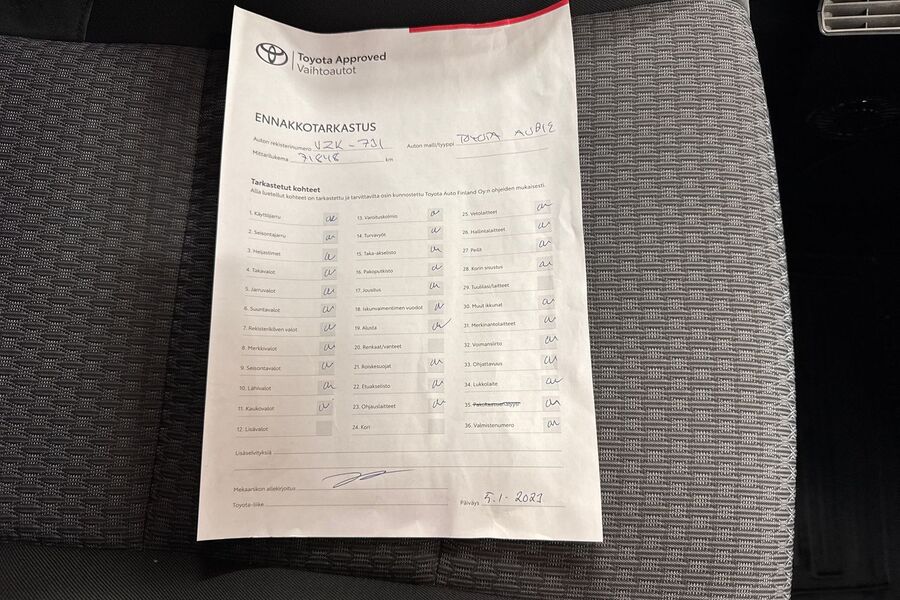 Toyota Approved
Vaihtoautot
ENNAKKOTARKASTUS
Auton rekisterinumero VZK-731 Auton malli/tyyppi TOYOTA AURIS
Mittarilukema 71848 km
Tarkastetut kohteet
Alla luetellut kohteet on tarkastettu ja tarvittavilta osin kunnostettu Toyota Auto Finland Oy:n ohjeiden mukaisesti.
1. Käyttöjarru
2. Seisontajarru
3. Heijastimet
4. Takavalot
5. Jarruvalot
6. Suuntavalot
7. Rekisterikilven valot
8. Merkkivalot
9. Seisontavalot
10. Lähivalot
11. Kaukovalot
12. Lisävalot
13. Varoituskolmio
14. Turvavyöt
15. Taka-akselisto
16. Pakoputkisto
17. Jousitus
18. Iskunvaimentimen vuodot
19. Alusta
20. Renkaat/vanteet
21. Roiskesuojat
22. Etuakselisto
23. Ohjauslaitteet
24. Kori
25. Vetolaitteet
26. Hallintalaitteet
27. Peilit
28. Korin sisustus
29. Tuulilasi/laitteet
30. Muut ikkunat
31. Merkinantolaitteet
32. Voimansiirto
33. Ohjattavuus
34. Lukkolaite
35. Pakokaasuanalyysi
36. Valmistenumero
Lisäselvityksiä
Mekaanikon allekirjoitus
Toyota-liike
Päiväys 5.1-2021